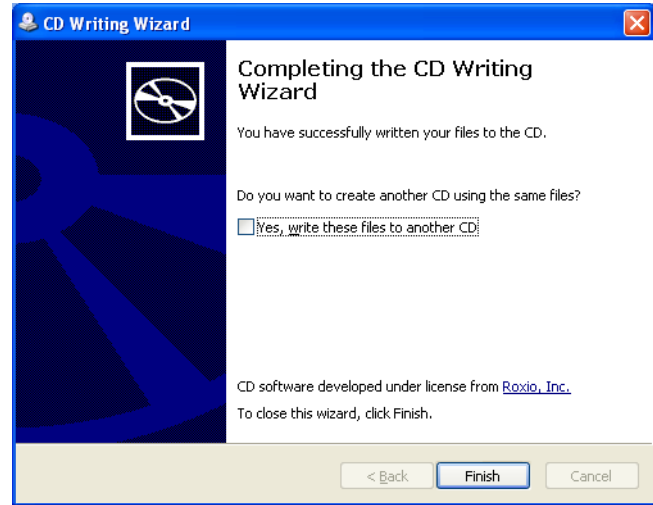 CD Writing Wizard
Completing the CD Writing
Wizard
You have successfully written your files to the CD.
Do you want to create another CD using the same files?
Yes, write these files to another CD
CD software developed under license from Roxio, Inc.
To close this wizard, click Finish.
< Back
Finish
Cancel